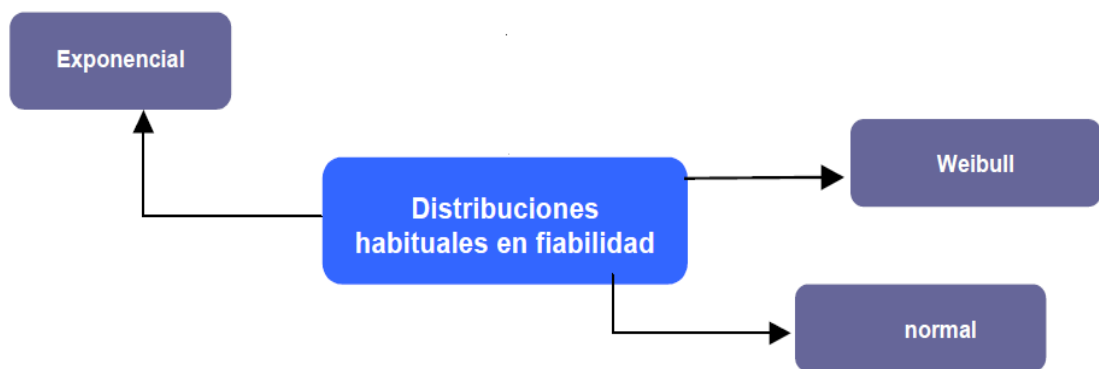 Exponencial
Weibull
Distribuciones
habituales en fiabilidad
normal